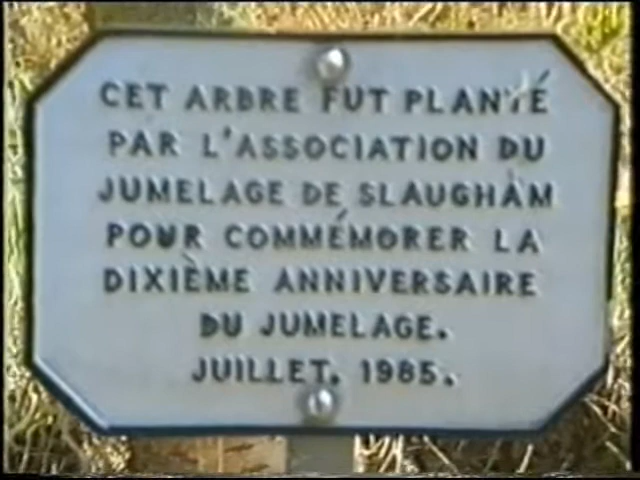 CET ARBRE FUT PLANTÉ
PAR L'ASSOCIATION DU
JUMELAGE DE SLAUGHAM
POUR COMMÉMORER LA
DIXIÈME ANNIVERSAIRE
DU JUMELAGE.
JUILLET. 1985.